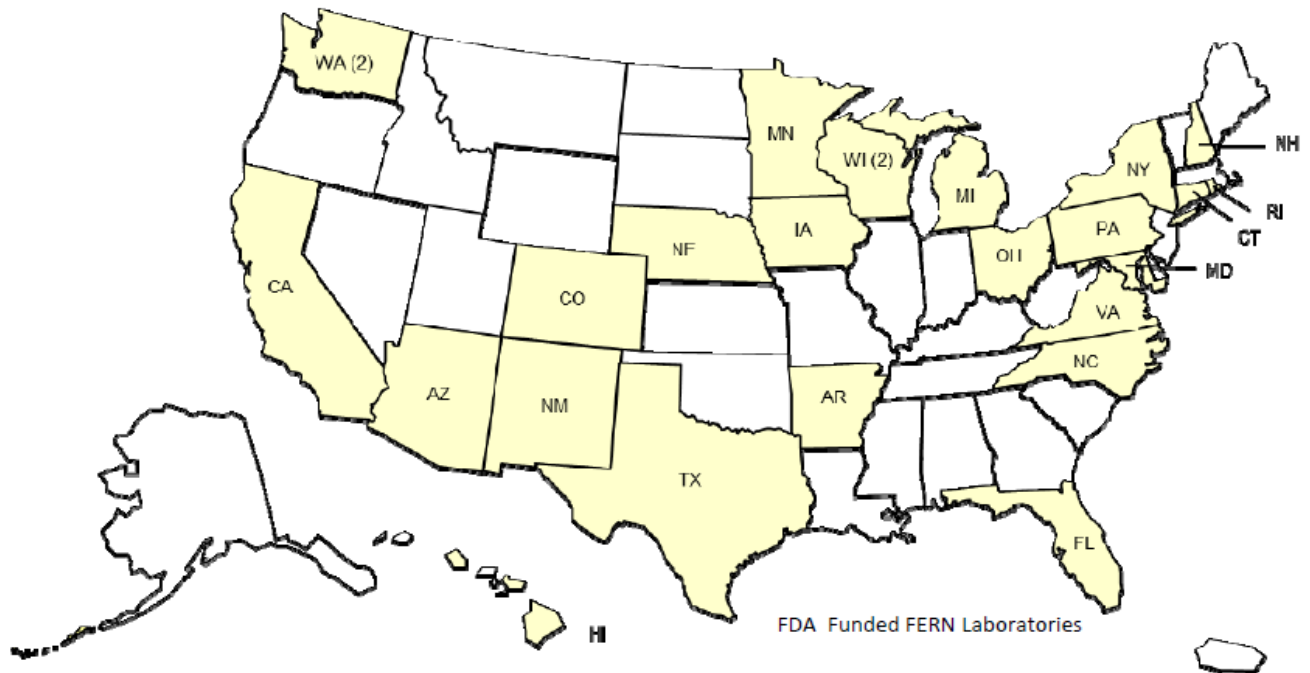 WA (2)
MN
WI (2)
MI
NY
NH
RI
CT
PA
MD
OH
IA
NE
CO
CA
VA
NC
AZ
NM
AR
TX
FL
HI
FDA Funded FERN Laboratories